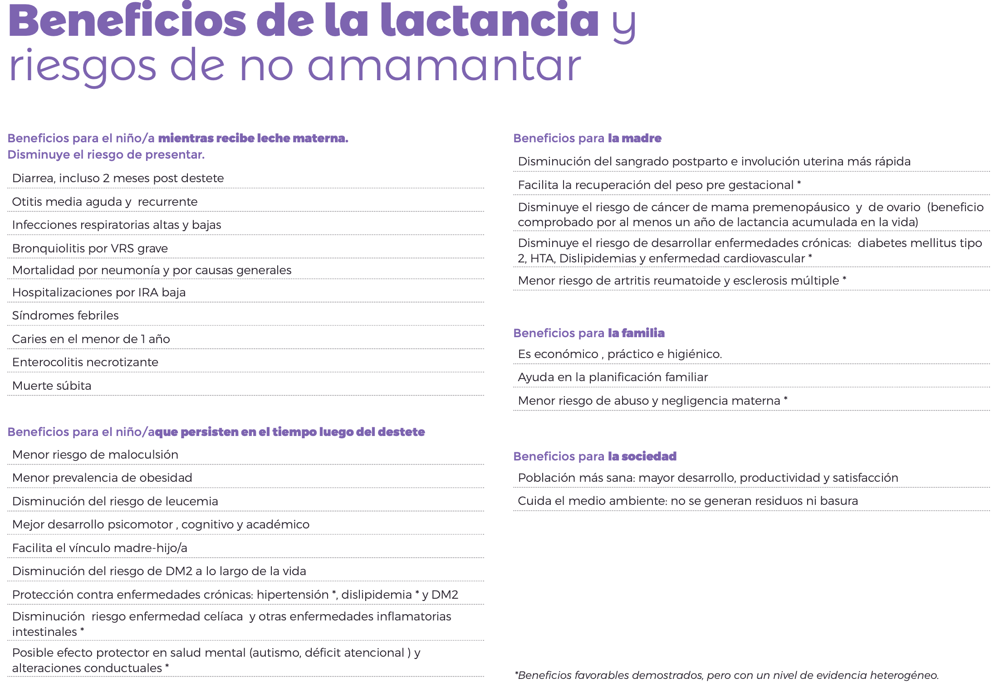 Beneficios de la lactancia y
riesgos de no amamantar
Beneficios para el niño/a mientras recibe leche materna.
Disminuye el riesgo de presentar.
Diarrea, incluso 2 meses post destete
Otitis media aguda y  recurrente
Infecciones respiratorias altas y bajas
Bronquiolitis por VRS grave
Mortalidad por neumonía y por causas generales
Hospitalizaciones por IRA baja
Síndromes febriles
Caries en el menor de 1 año
Enterocolitis necrotizante
Muerte súbita
Beneficios para el niño/aque persisten en el tiempo luego del destete
Menor riesgo de maloculsión
Menor prevalencia de obesidad
Disminución del riesgo de leucemia
Mejor desarrollo psicomotor , cognitivo y académico
Facilita el vínculo madre-hijo/a
Disminución del riesgo de DM2 a lo largo de la vida
Protección contra enfermedades crónicas: hipertensión *, dislipidemia * y DM2
Disminución  riesgo enfermedad celíaca  y otras enfermedades inflamatorias
intestinales *
Posible efecto protector en salud mental (autismo, déficit atencional ) y
alteraciones conductuales *
Beneficios para la madre
Disminución del sangrado postparto e involución uterina más rápida
Facilita la recuperación del peso pre gestacional *
Disminuye el riesgo de cáncer de mama premenopáusico  y  de ovario  (beneficio
comprobado por al menos un año de lactancia acumulada en la vida)
Disminuye el riesgo de desarrollar enfermedades crónicas:  diabetes mellitus tipo
2, HTA, Dislipidemias y enfermedad cardiovascular *
Menor riesgo de artritis reumatoide y esclerosis múltiple *
Beneficios para la familia
Es económico , práctico e higiénico.
Ayuda en la planificación familiar
Menor riesgo de abuso y negligencia materna *
Beneficios para la sociedad
Población más sana: mayor desarrollo, productividad y satisfacción
Cuida el medio ambiente: no se generan residuos ni basura
*Beneficios favorables demostrados, pero con un nivel de evidencia heterogéneo.